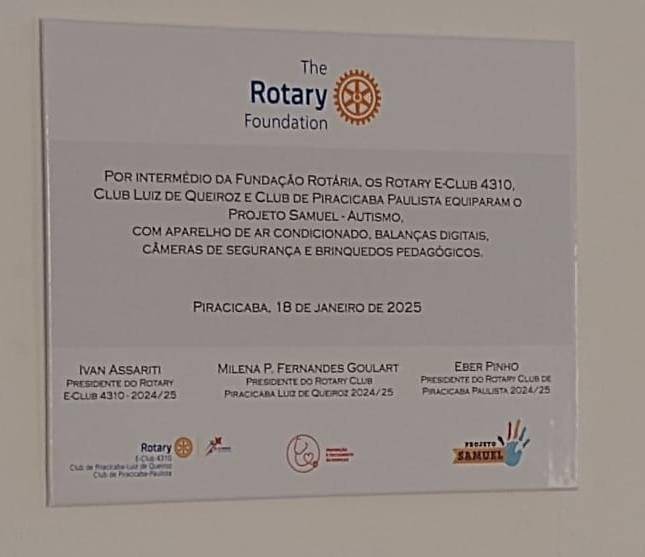 The
Rotary
Foundation
POR INTERMÉDIO DA FUNDAÇÃO ROTÁRIA, OS ROTARY E-CLUB 4310,
CLUB LUIZ DE QUEIROZ E CLUB DE PIRACICABA PAULISTA EQUIPARAM O
PROJETO SAMUEL - AUTISMO,
COM APARELHO DE AR CONDICIONADO, BALANÇAS DIGITAIS,
CÂMERAS DE SEGURANÇA E BRINQUEDOS PEDAGÓGICOS.
PIRACICABA, 18 DE JANEIRO DE 2025
IVAN ASSARITI
PRESIDENTE DO ROTARY
E-CLUB 4310 - 2024/25
MILENA P. FERNANDES GOULART
PRESIDENTE DO ROTARY CLUB
PIRACICABA LUIZ DE QUEIROZ 2024/25
EBER PINHO
PRESIDENTE DO ROTARY CLUB DE
PIRACICABA PAULISTA 2024/25
Rotary
E-Club 4310
Club de Piracicaba-Luiz de Queiroz
Club de Piracicaba-Paulista
PROJETO
SAMUEL